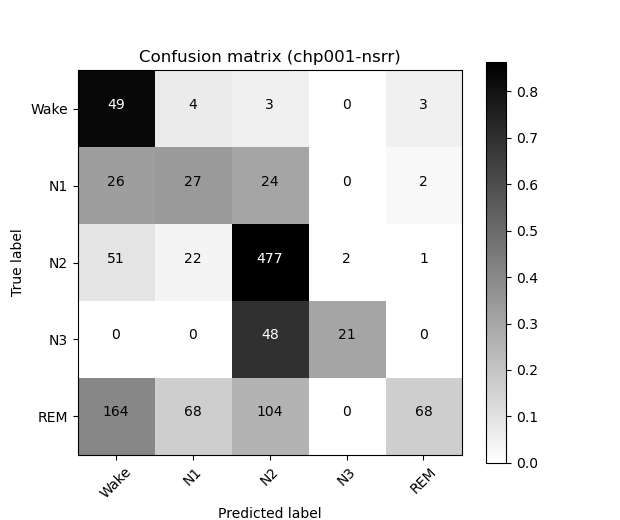 Confusion matrix (chp001-nsrr)
True label
Wake 49 4 3 0 3
N1 26 27 24 0 2
N2 51 22 477 2 1
N3 0 0 48 21 0
REM 164 68 104 0 68
Wake N1 N2 N3 REM
Predicted label
0.8
0.7
0.6
0.5
0.4
0.3
0.2
0.1
0.0